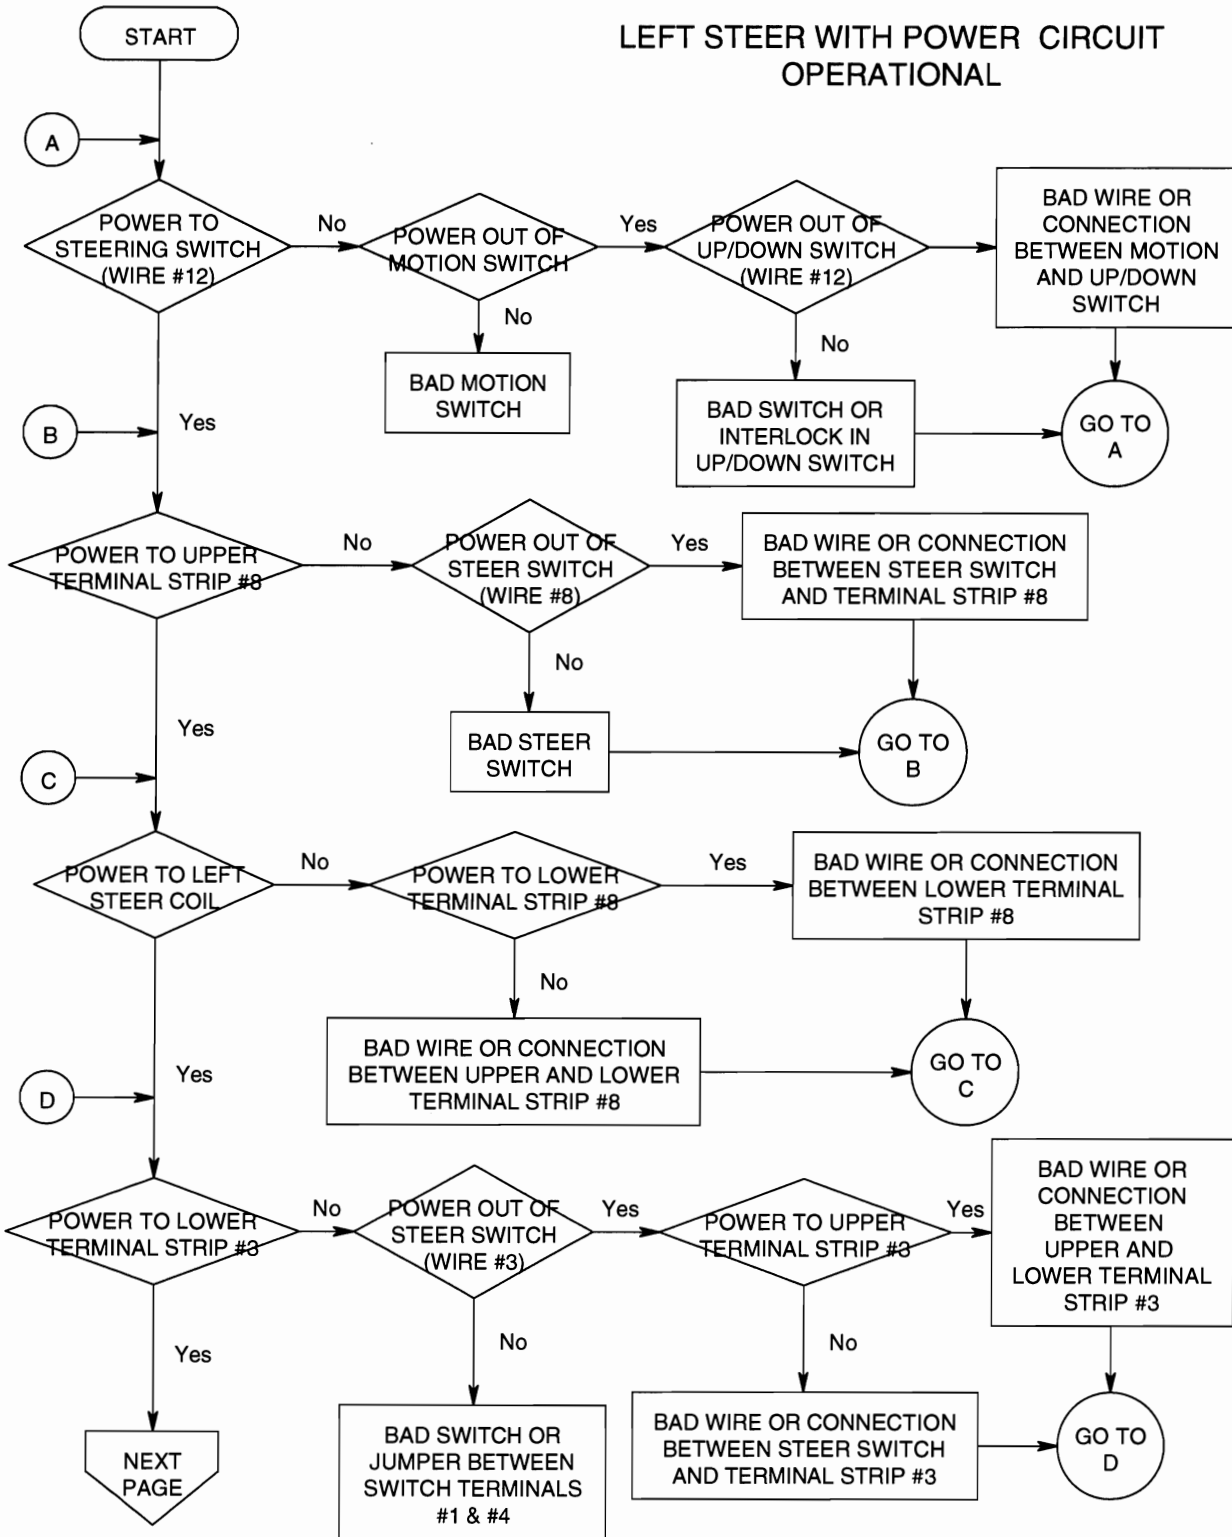 START
LEFT STEER WITH POWER CIRCUIT
OPERATIONAL
A
POWER TO
STEERING SWITCH
(WIRE #12)
No
POWER OUT OF
MOTION SWITCH
Yes
POWER OUT OF
UP/DOWN SWITCH
(WIRE #12)
BAD WIRE OR
CONNECTION
BETWEEN MOTION
AND UP/DOWN
SWITCH
No
BAD MOTION
SWITCH
No
BAD SWITCH OR
INTERLOCK IN
UP/DOWN SWITCH
GO TO
A
Yes
B
POWER TO UPPER
TERMINAL STRIP #8
No
POWER OUT OF
STEER SWITCH
(WIRE #8)
Yes
BAD WIRE OR CONNECTION
BETWEEN STEER SWITCH
AND TERMINAL STRIP #8
No
BAD STEER
SWITCH
GO TO
B
Yes
C
POWER TO LEFT
STEER COIL
No
POWER TO LOWER
TERMINAL STRIP #8
Yes
BAD WIRE OR CONNECTION
BETWEEN LOWER TERMINAL
STRIP #8
No
BAD WIRE OR CONNECTION
BETWEEN UPPER AND LOWER
TERMINAL STRIP #8
GO TO
C
Yes
D
POWER TO LOWER
TERMINAL STRIP #3
No
POWER OUT OF
STEER SWITCH
(WIRE #3)
Yes
POWER TO UPPER
TERMINAL STRIP #3
Yes
BAD WIRE OR
CONNECTION
BETWEEN
UPPER AND
LOWER TERMINAL
STRIP #3
Yes
NEXT
PAGE
No
BAD SWITCH OR
JUMPER BETWEEN
SWITCH TERMINALS
#1 & #4
No
BAD WIRE OR CONNECTION
BETWEEN STEER SWITCH
AND TERMINAL STRIP #3
GO TO
D